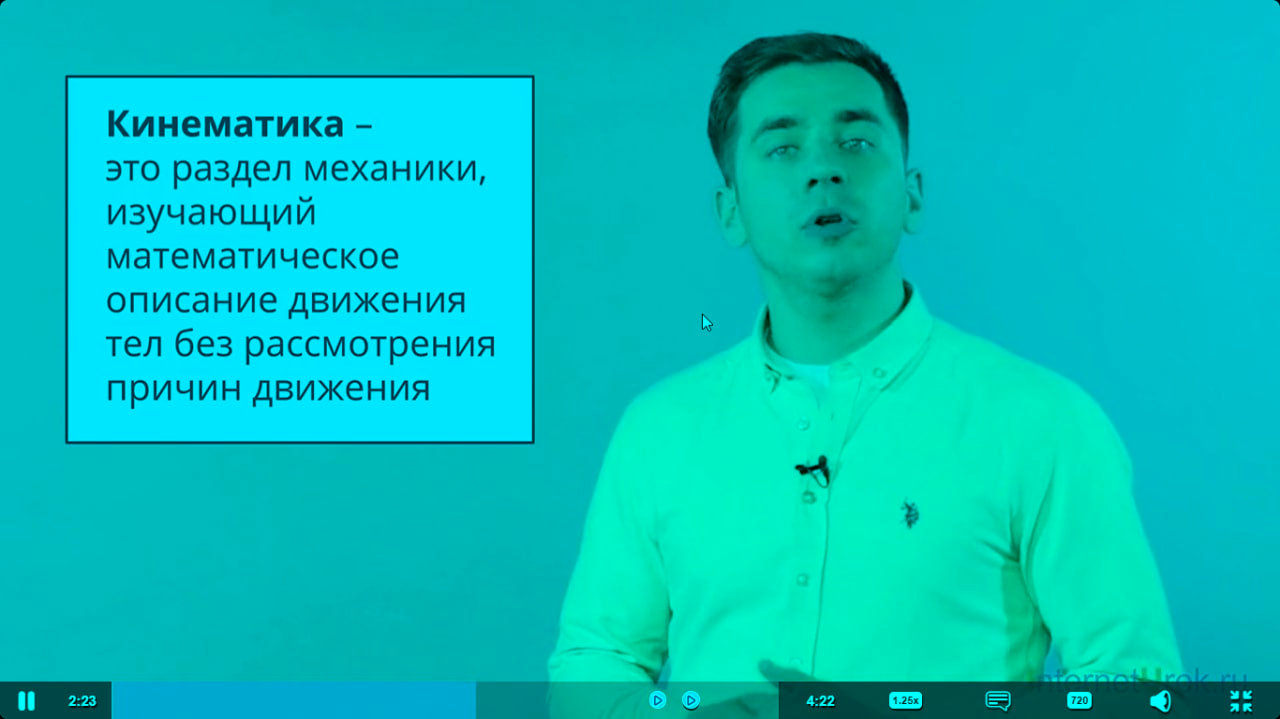 Кинематика –
это раздел механики,
изучающий
математическое
описание движения
тел без рассмотрения
причин движения
InternetUrok.ru
2:23
4:22
1.25x
720